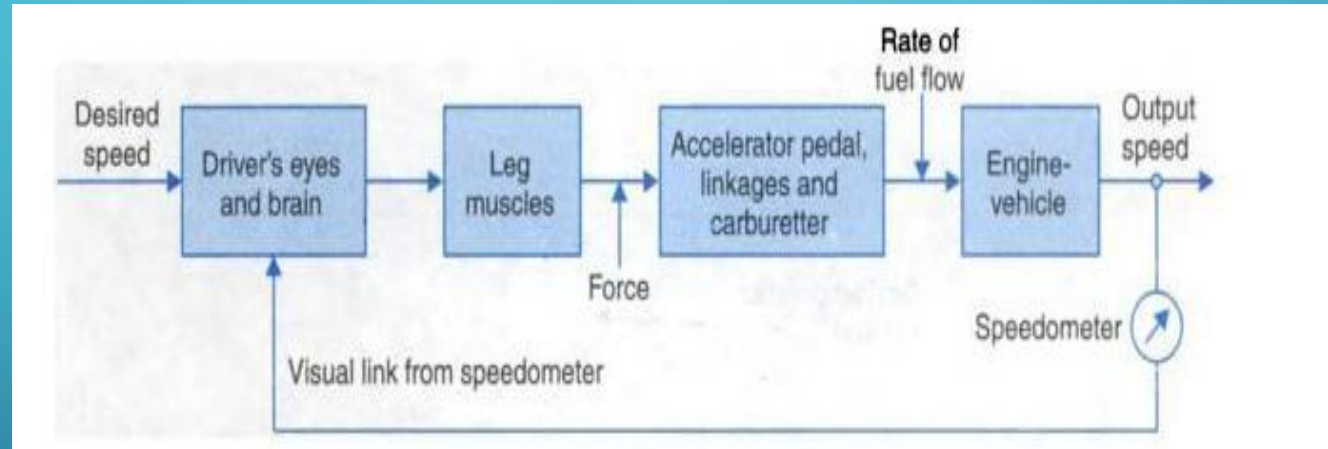 Rate of
fuel flow
Desired
speed
Driver's eyes
and brain
Leg
muscles
Accelerator pedal,
linkages and
carburetter
Engine-
vehicle
Output
speed
Force
Speedometer
Visual link from speedometer